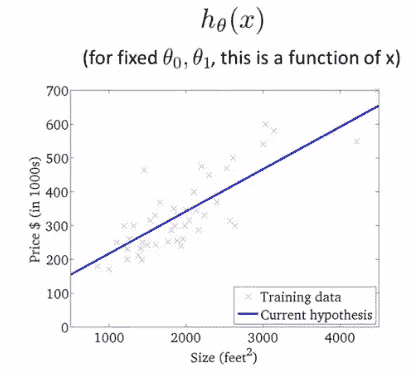 hθ(x)
(for fixed θ0, θ1, this is a function of x)
700
600
500
400
300
200
100
0
Price $ (in 1000s)
Training data
Current hypothesis
1000
2000
3000
4000
Size (feet²)